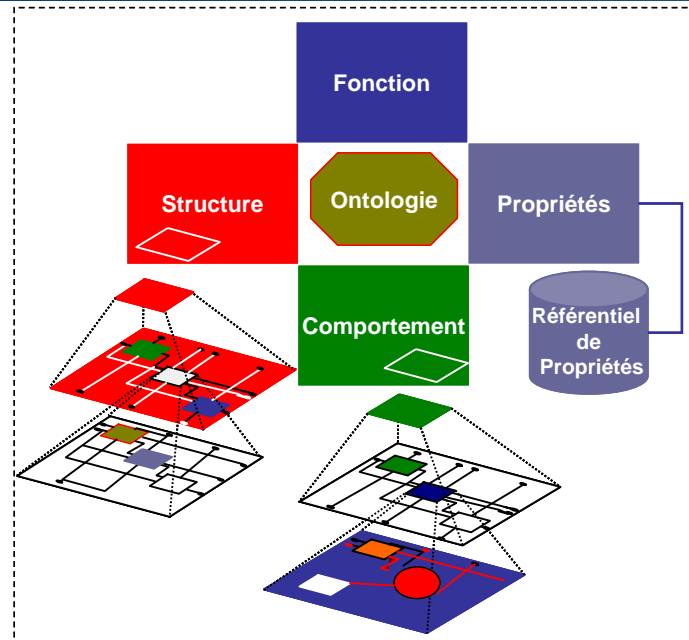 Fonction
Structure
Ontologie
Propriétés
Comportement
Référentiel
de
Propriétés